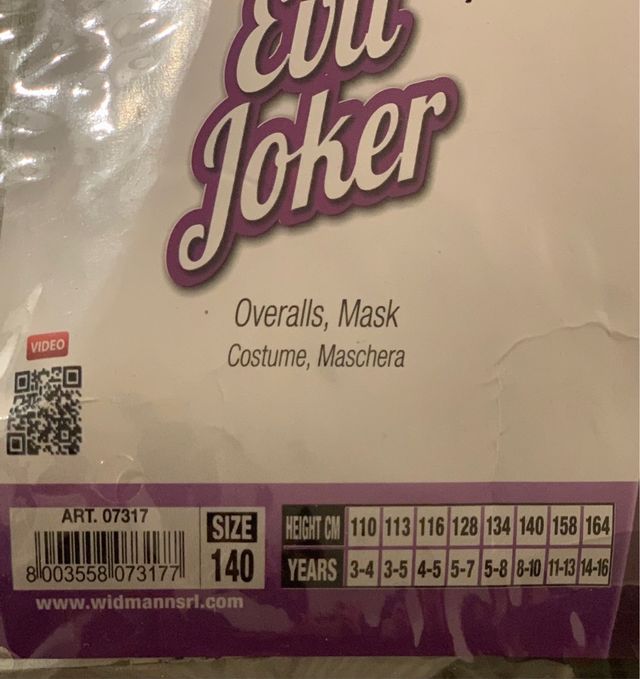 Evil
Joker
Overalls, Mask
Costume, Maschera
VIDEO
ART. 07317
8 003558 073177
SIZE
140
HEIGHT CM 110 113 116 128 134 140 158 164
YEARS 3-4 3-5 4-5 5-7 5-8 8-10 11-13 14-16
www.widmannsrl.com